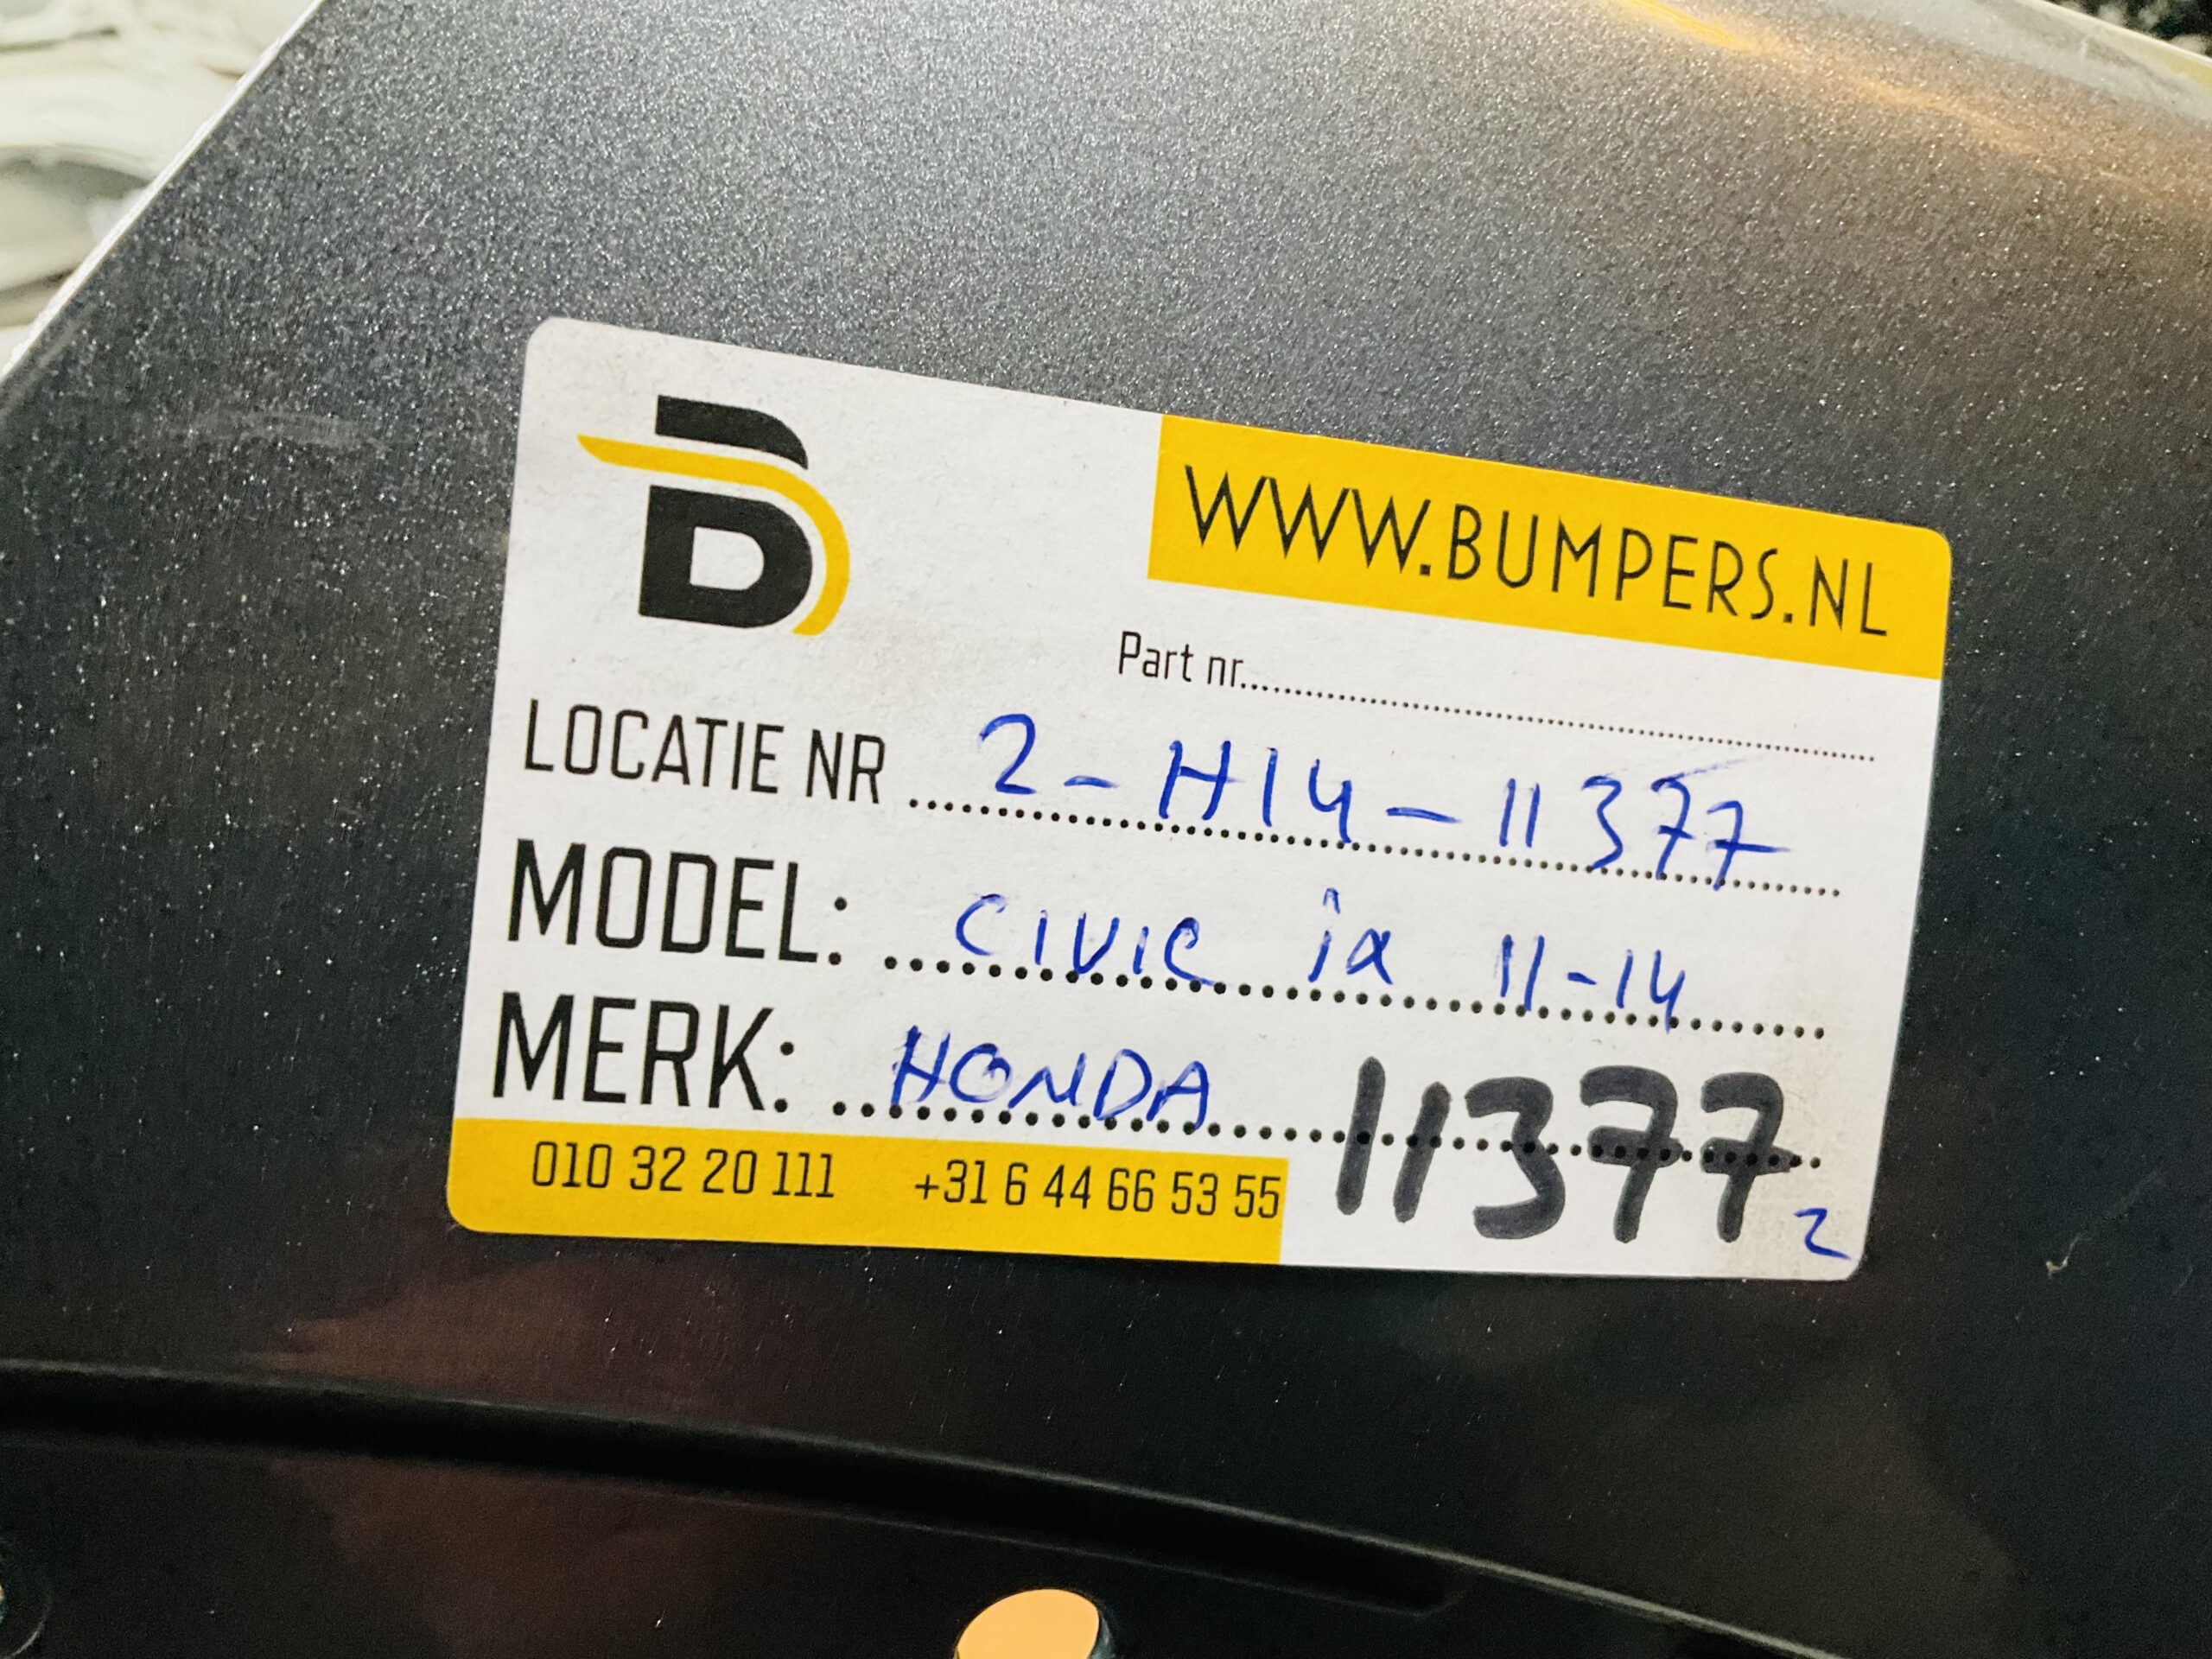 B
WWW.BUMPERS.NL
Part nr........................
LOCATIE NR 2-H14-11377
MODEL: CIVIC ix 11-14
MERK: HONDA
11377
2
010 32 20 111 +31 6 44 66 53 55